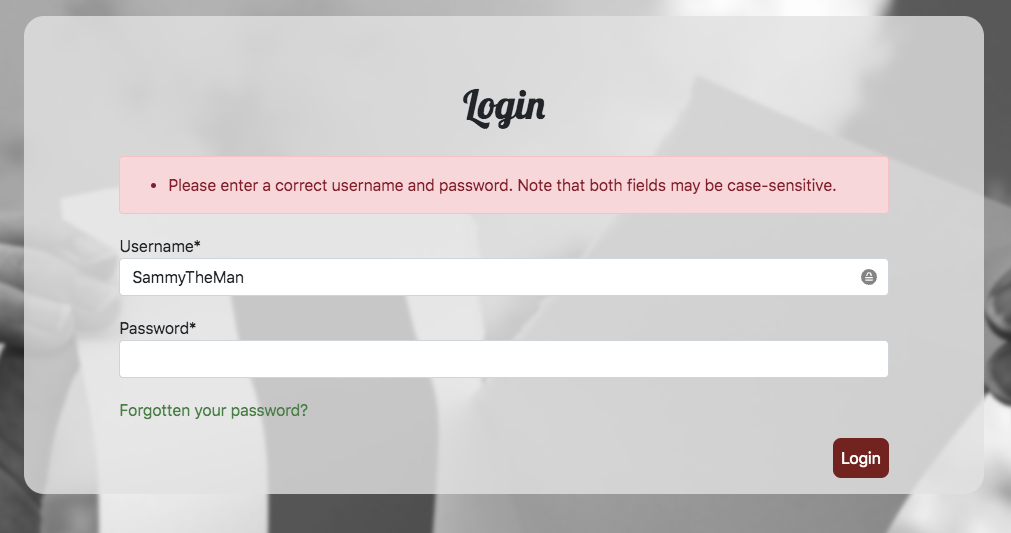 Login
Please enter a correct username and password. Note that both fields may be case-sensitive.
Username*
SammyTheMan
Password*
Forgotten your password?
Login